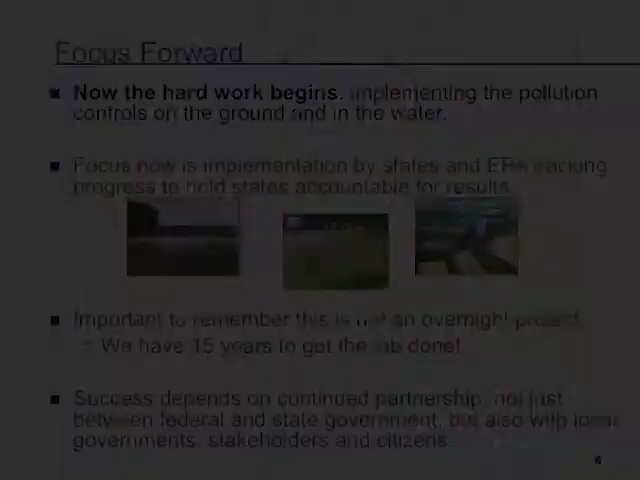 Focus Forward
■ Now the hard work begins, implementing the pollution
controls on the ground and in the water.
■ Focus now is implementation by states and EPA tracking
progress to hold states accountable for results.
■ Important to remember this is not an overnight project.
○ We have 15 years to get the job done!
■ Success depends on continued partnership, not just
between federal and state government, but also with local
governments, stakeholders and citizens.
6